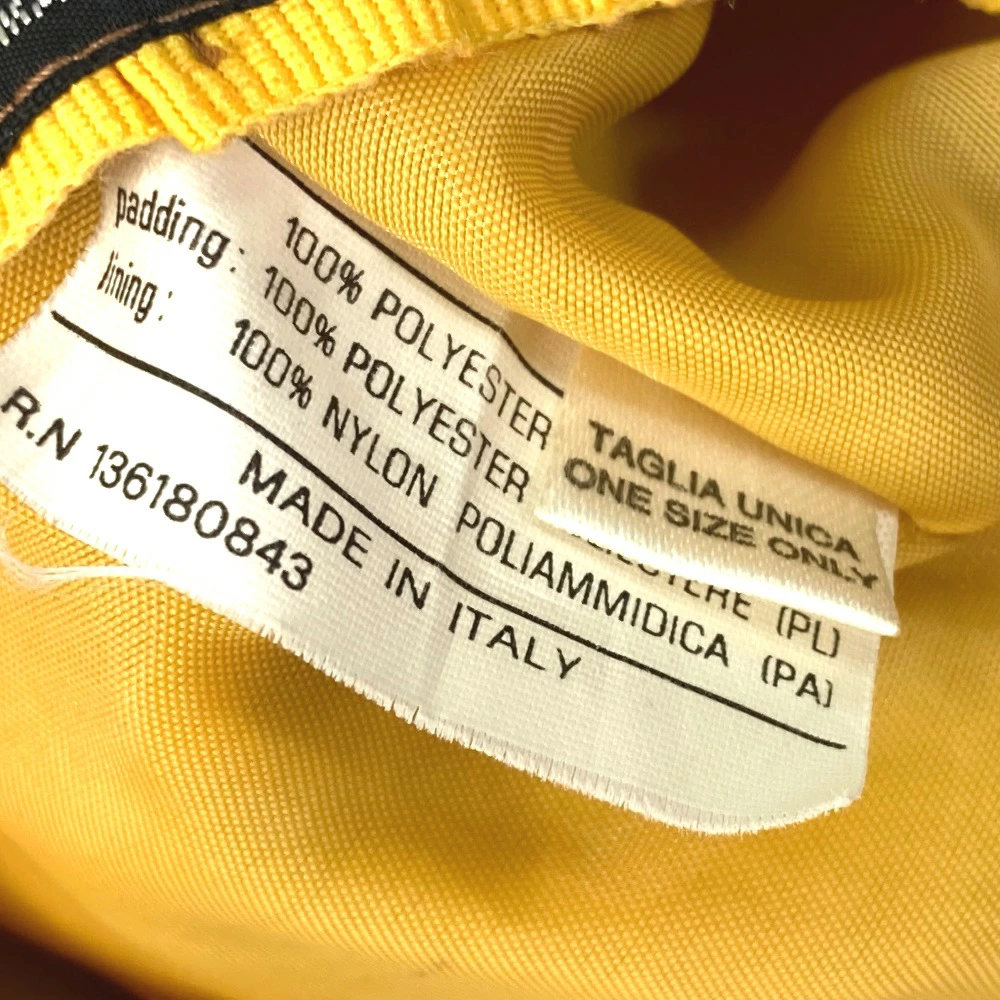 100% POLYESTER
padding: 100% POLYESTER (PL)
lining: 100% NYLON POLIAMMIDICA (PA)
MADE IN ITALY
R.N 136180843
TAGLIA UNICA
ONE SIZE ONLY